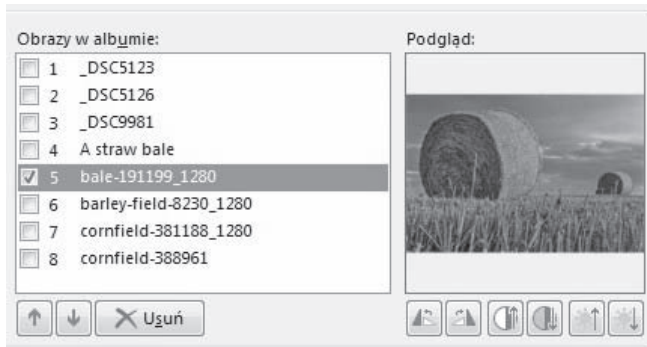 Obrazy w albumie:
1 _DSC5123
2 _DSC5126
3 _DSC9981
4 A straw bale
5 bale-191199_1280
6 barley-field-8230_1280
7 cornfield-381188_1280
8 cornfield-388961
Usuń
Podgląd: